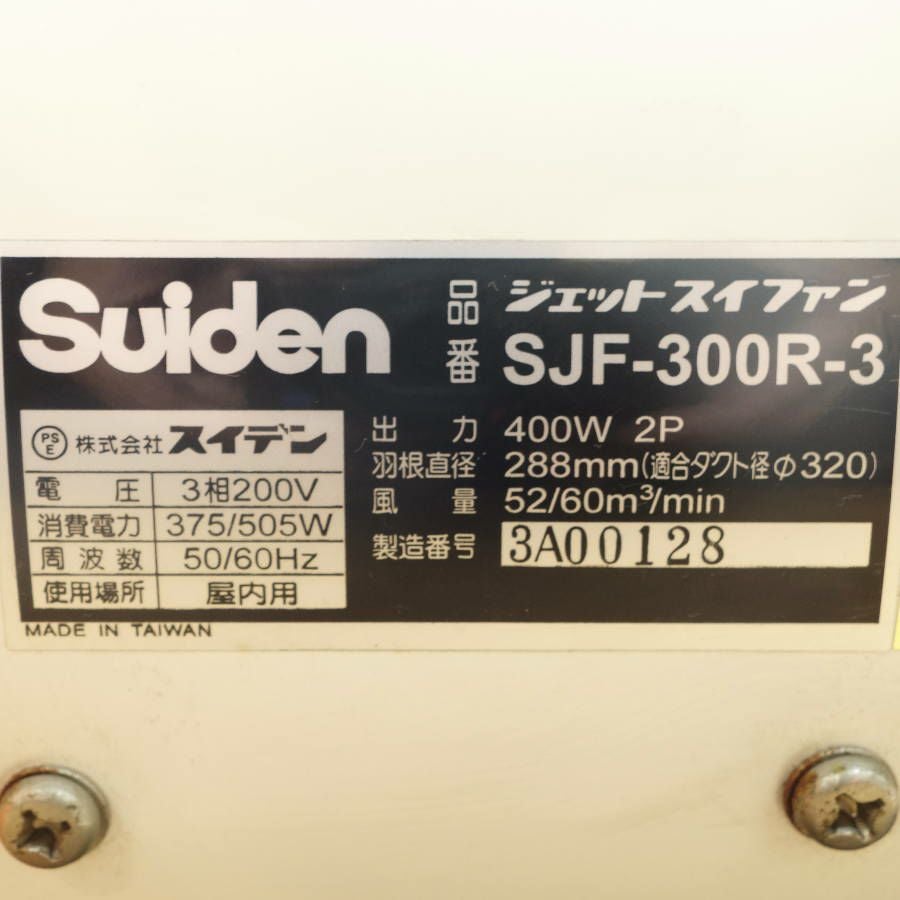 Suiden
品番 ジェットスイファン
SJF-300R-3
PSE 株式会社スイデン
電圧 3相200V
消費電力 375/505W
周波数 50/60Hz
使用場所 屋内用
出力 400W 2P
羽根直径 288mm(適合ダクト径φ320)
風量 52/60m³/min
製造番号 3A00128
MADE IN TAIWAN